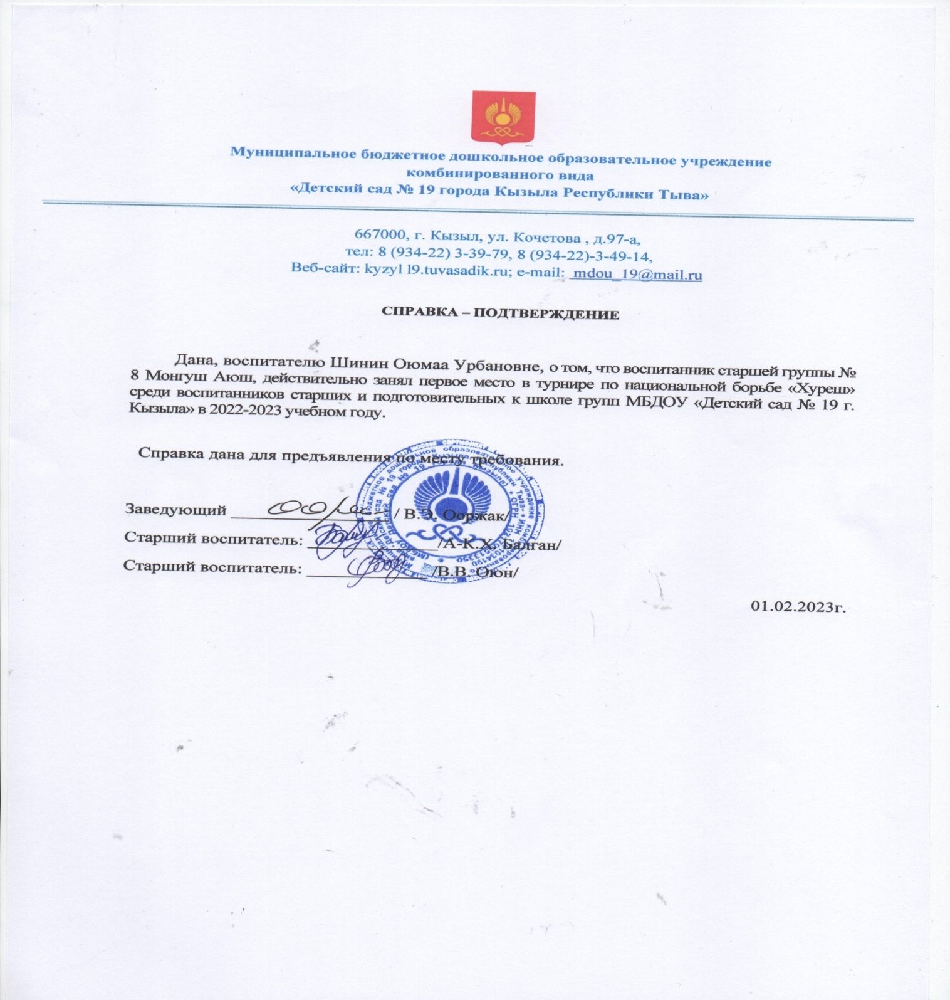 Муниципальное бюджетное дошкольное образовательное учреждение
комбинированного вида
«Детский сад № 19 города Кызыла Республики Тыва»
667000, г. Кызыл, ул. Кочетова , д.97-а,
тел: 8 (934-22) 3-39-79, 8 (934-22)-3-49-14,
Веб-сайт: kyzyl l9.tuvasadik.ru; e-mail: mdou_19@mail.ru
СПРАВКА – ПОДТВЕРЖДЕНИЕ
Дана, воспитателю Шинин Оюмаа Урбановне, о том, что воспитанник старшей группы №
8 Монгуш Аюш, действительно занял первое место в турнире по национальной борьбе «Хуреш»
среди воспитанников старших и подготовительных к школе групп МБДОУ «Детский сад № 19 г.
Кызыла» в 2022-2023 учебном году.
Справка дана для предъявления по месту требования.
Заведующий / В.Э. Ооржак/
Старший воспитатель: /А-К.Х. Балган/
Старший воспитатель: /В.В. Оюн/
01.02.2023г.